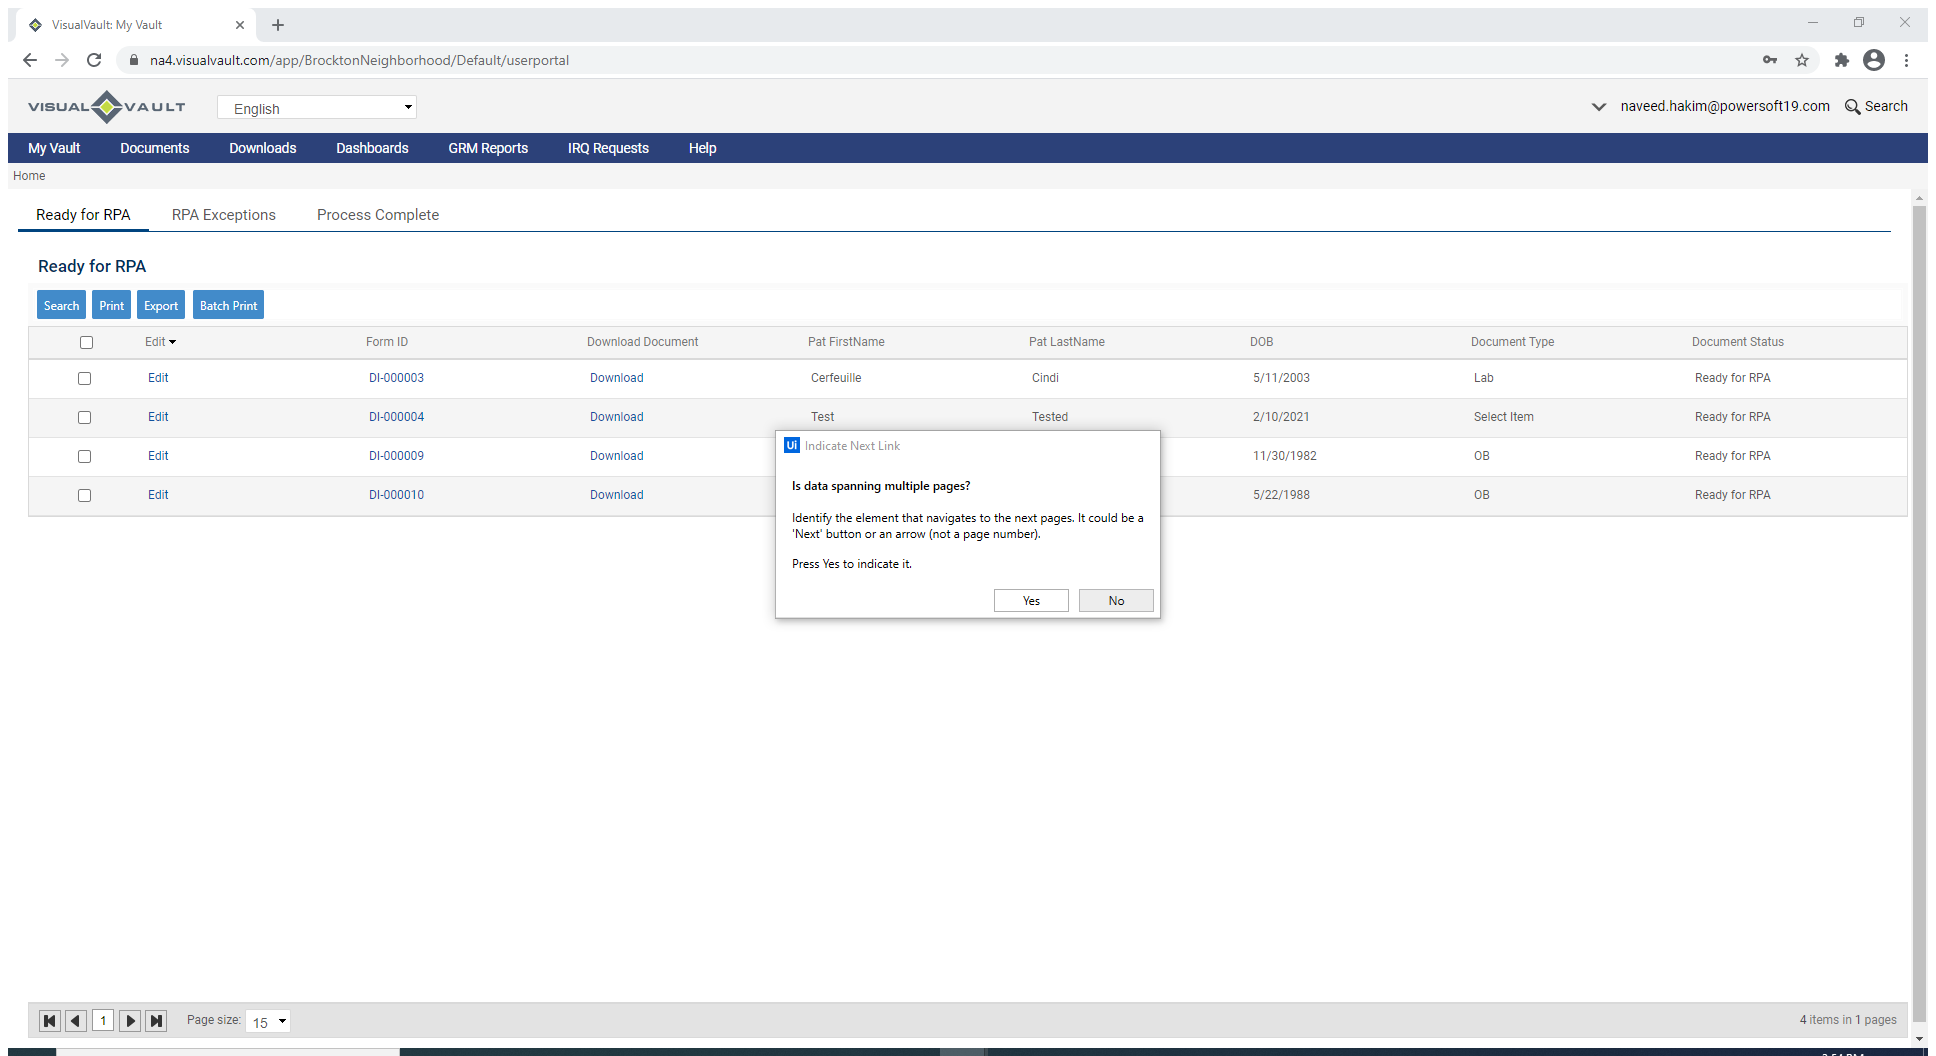 VisualVault: My Vault
na4.visualvault.com/app/BrocktonNeighborhood/Default/userportal
VISUAL VAULT
English
naveed.hakim@powersoft19.com Search
My Vault Documents Downloads Dashboards GRM Reports IRQ Requests Help
Home
Ready for RPA RPA Exceptions Process Complete
Ready for RPA
Search Print Export Batch Print
Edit Form ID Download Document Pat FirstName Pat LastName DOB Document Type Document Status
Edit DI-000003 Download Cerfeuille Cindi 5/11/2003 Lab Ready for RPA
Edit DI-000004 Download Test Tested 2/10/2021 Select Item Ready for RPA
Edit DI-000009 Download 11/30/1982 OB Ready for RPA
Edit DI-000010 Download 5/22/1988 OB Ready for RPA
Ui Indicate Next Link
Is data spanning multiple pages?
Identify the element that navigates to the next pages. It could be a
'Next' button or an arrow (not a page number).
Press Yes to indicate it.
Yes No
1 Page size: 15 4 items in 1 pages